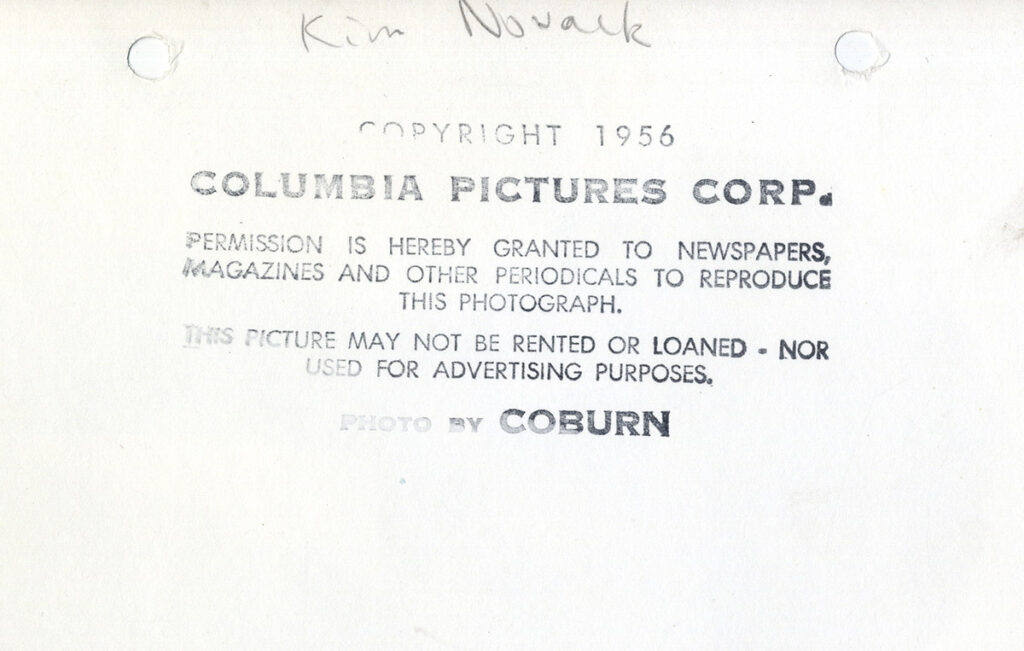 Kim Novack
COPYRIGHT 1956
COLUMBIA PICTURES CORP.
PERMISSION IS HEREBY GRANTED TO NEWSPAPERS,
MAGAZINES AND OTHER PERIODICALS TO REPRODUCE
THIS PHOTOGRAPH.
THIS PICTURE MAY NOT BE RENTED OR LOANED - NOR
USED FOR ADVERTISING PURPOSES.
PHOTO BY COBURN